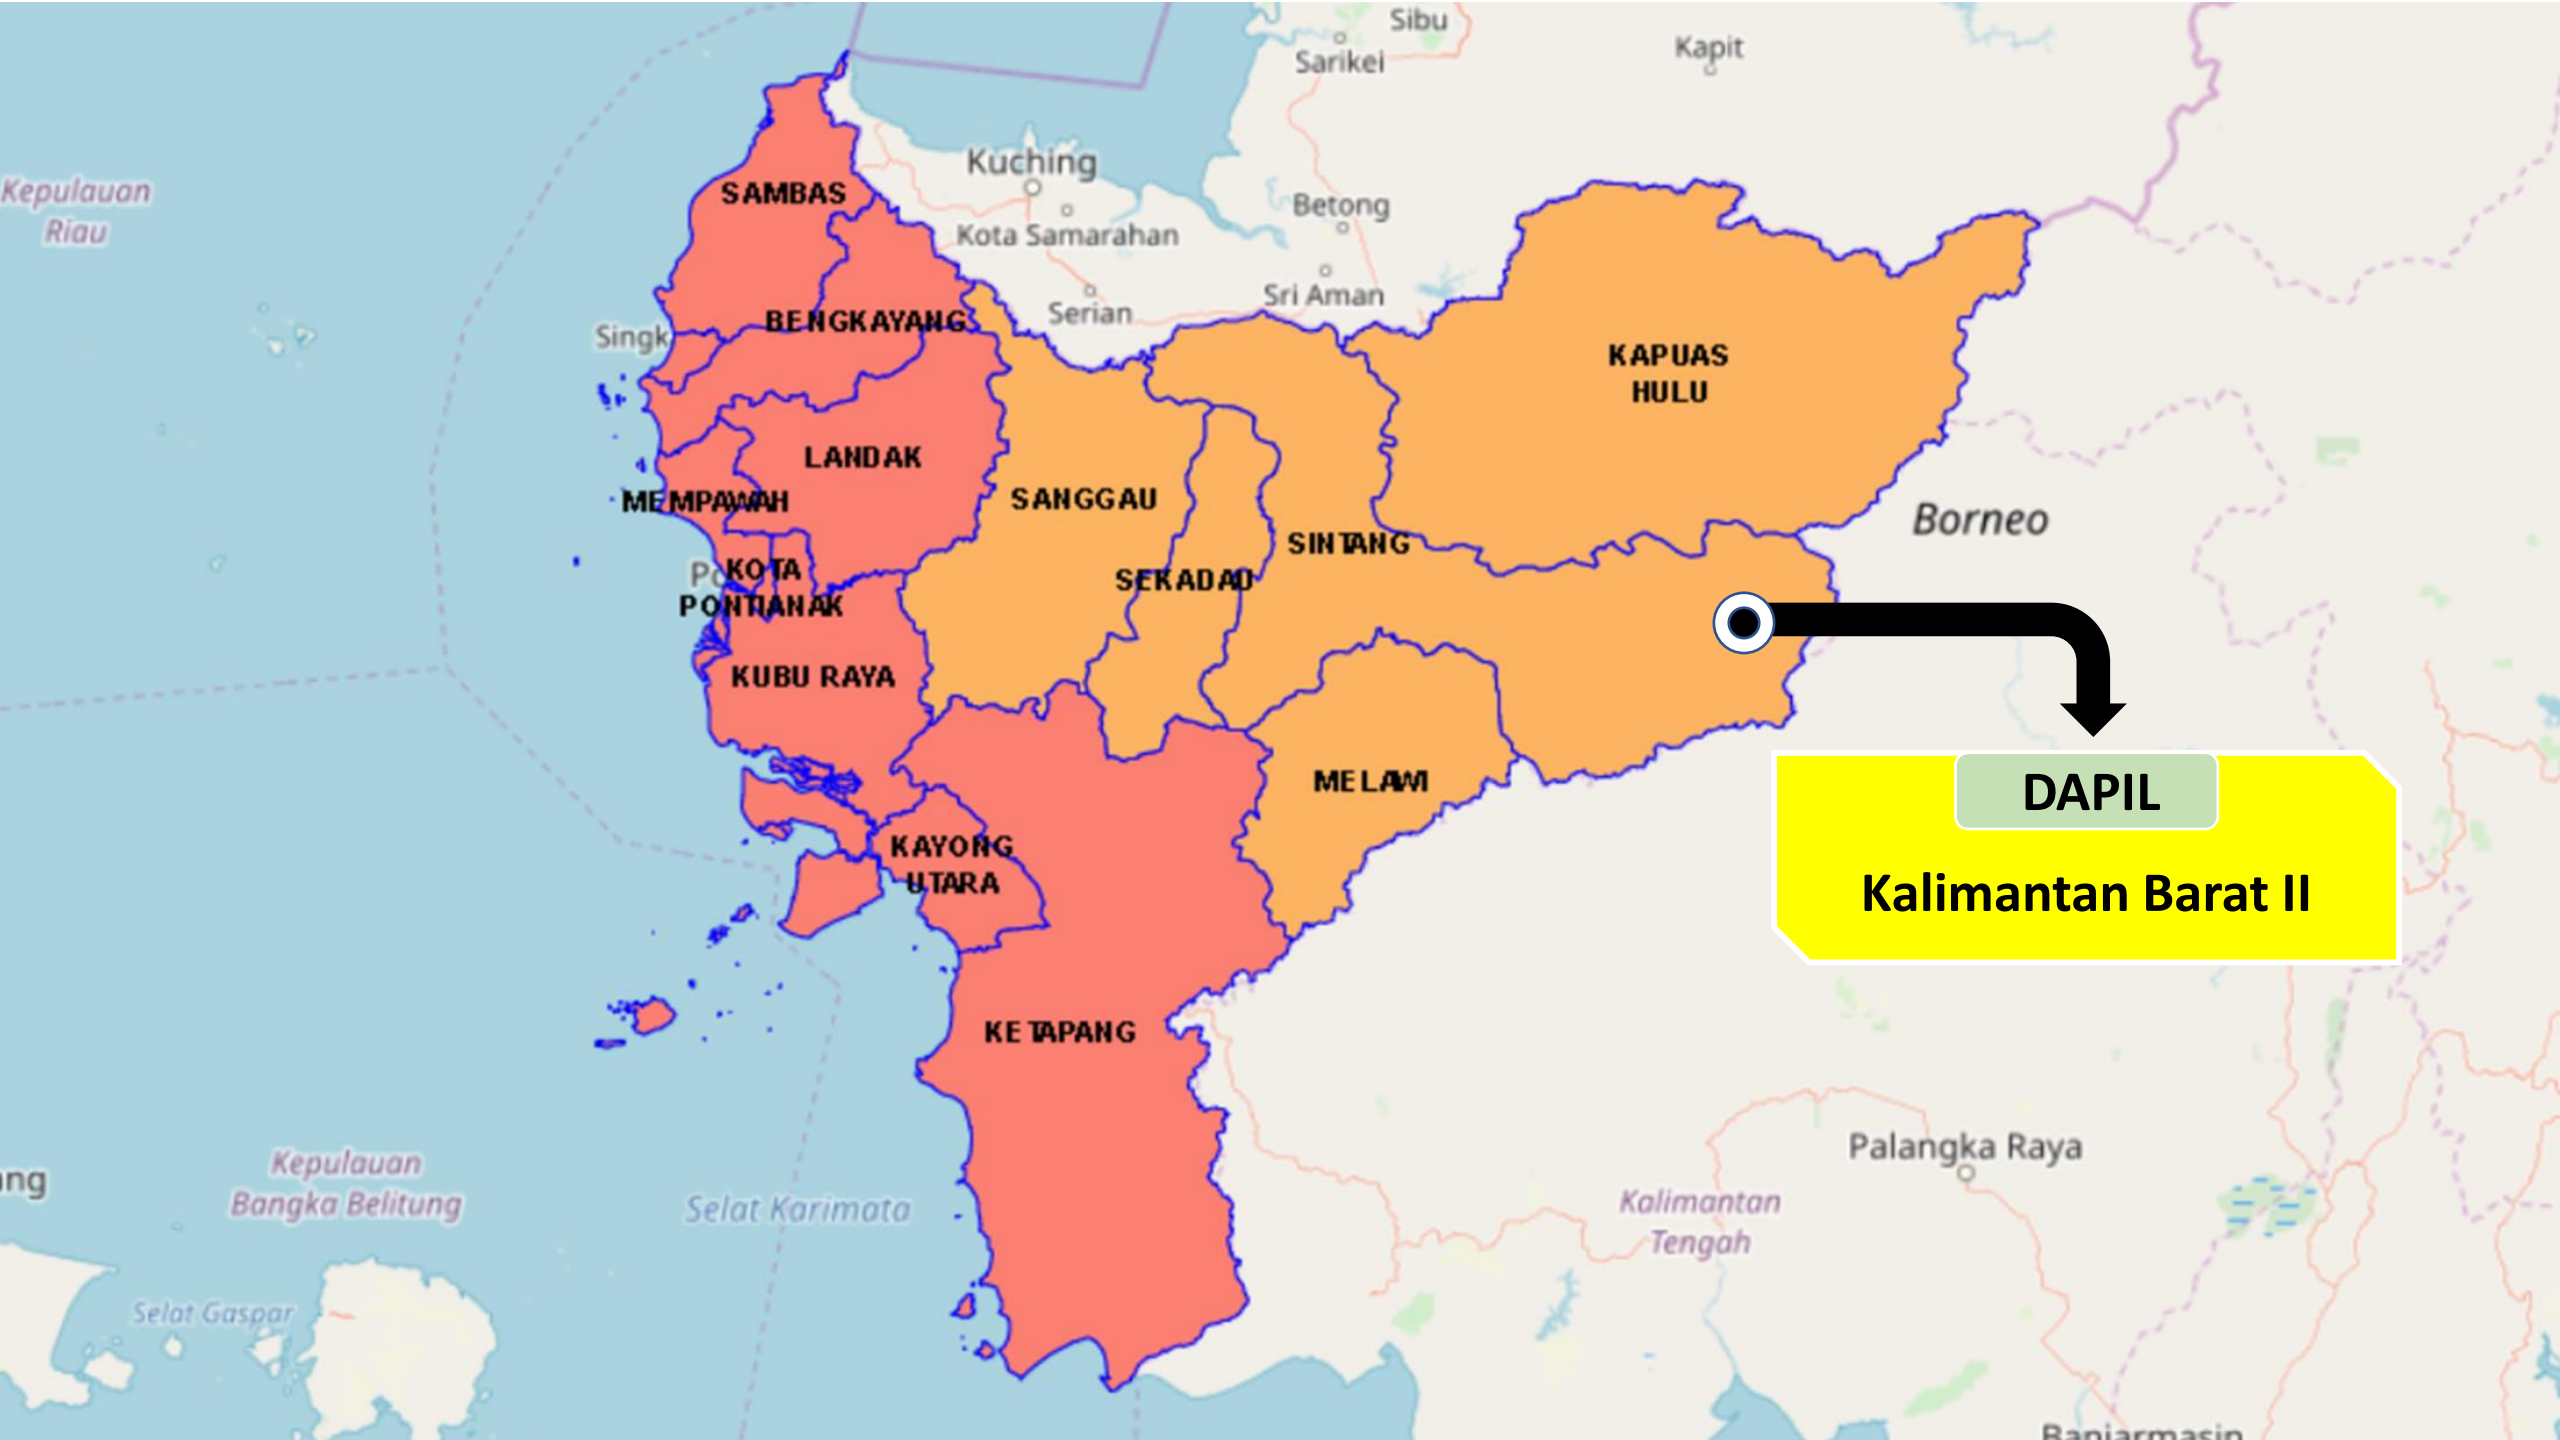 Sibu
Sarikei
Kapit
Kepulauan
Riau
Kuching
SAMBAS
Betong
Kota Samarahan
Sri Aman
Serian
BENGKAYANG
Singk
KAPUAS
HULU
LANDAK
MEMPAWAH
SANGGAU
Borneo
SINTANG
KOTA
SEKADAU
PONTIANAK
KUBU RAYA
MELAWI
DAPIL
Kalimantan Barat II
KAYONG
UTARA
KETAPANG
Palangka Raya
Kepulauan
Bangka Belitung
ang
Selat Karimata
Kalimantan
Tengah
Selat Gaspar
Banjarmasin